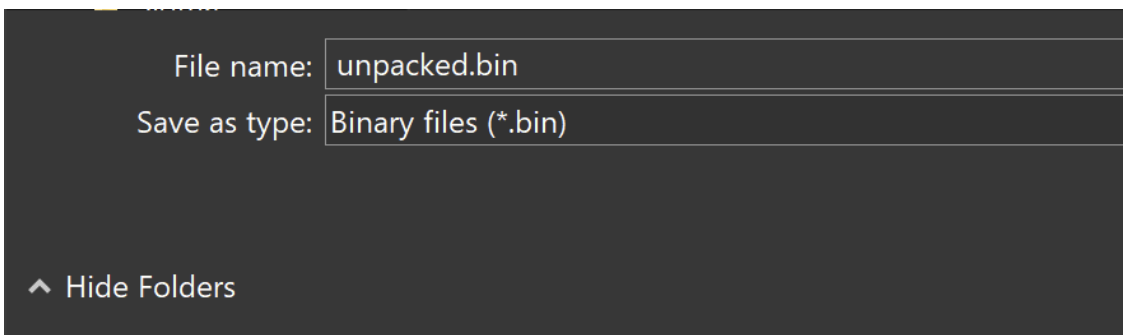 File name: unpacked.bin
Save as type: Binary files (*.bin)
Hide Folders